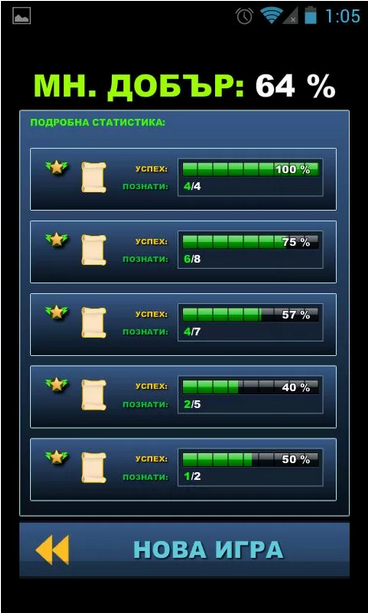 1:05
МН. ДОБЪР: 64 %
ПОДРОБНА СТАТИСТИКА:
УСПЕХ: 100 %
ПОЗНАТИ: 4/4
УСПЕХ: 75 %
ПОЗНАТИ: 6/8
УСПЕХ: 57 %
ПОЗНАТИ: 4/7
УСПЕХ: 40 %
ПОЗНАТИ: 2/5
УСПЕХ: 50 %
ПОЗНАТИ: 1/2
НОВА ИГРА